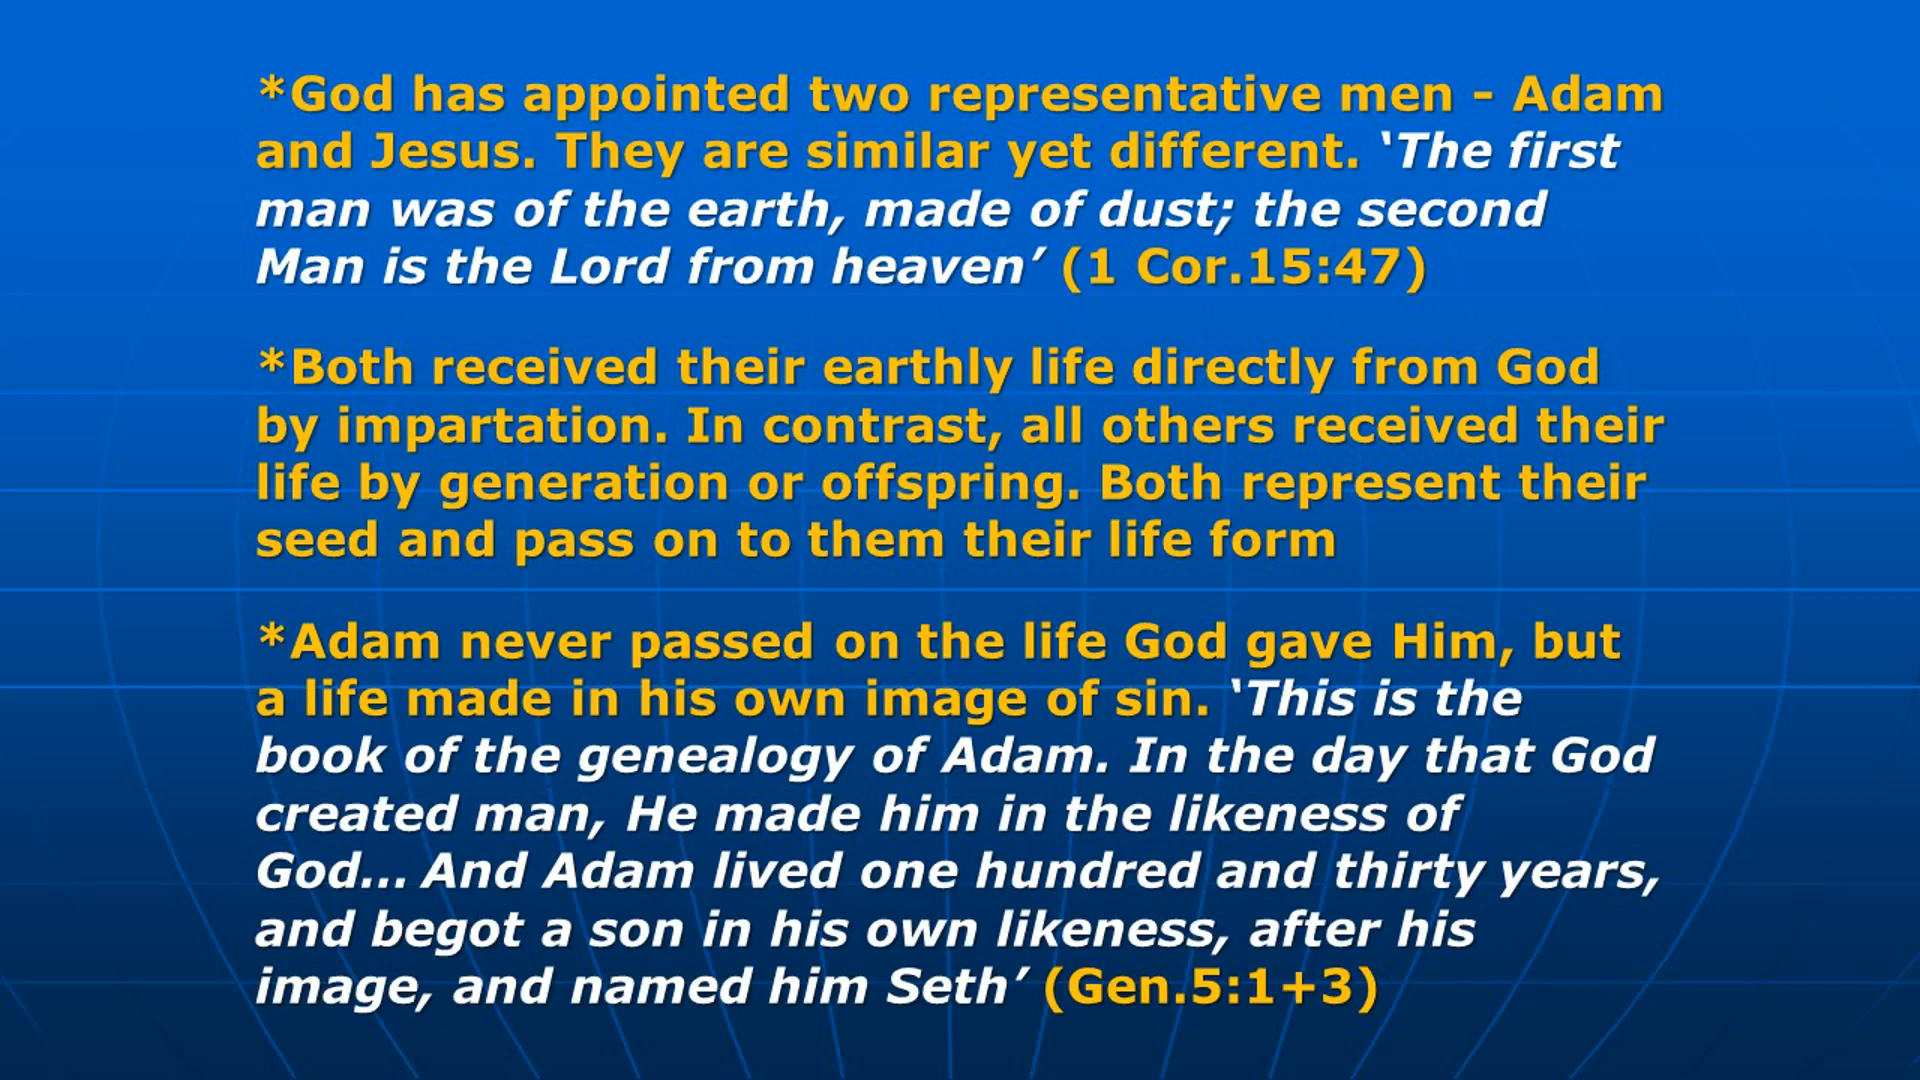 *God has appointed two representative men - Adam
and Jesus. They are similar yet different. ‘The first
man was of the earth, made of dust; the second
Man is the Lord from heaven’ (1 Cor.15:47)
*Both received their earthly life directly from God
by impartation. In contrast, all others received their
life by generation or offspring. Both represent their
seed and pass on to them their life form
*Adam never passed on the life God gave Him, but
a life made in his own image of sin. ‘This is the
book of the genealogy of Adam. In the day that God
created man, He made him in the likeness of
God… And Adam lived one hundred and thirty years,
and begot a son in his own likeness, after his
image, and named him Seth’ (Gen.5:1+3)